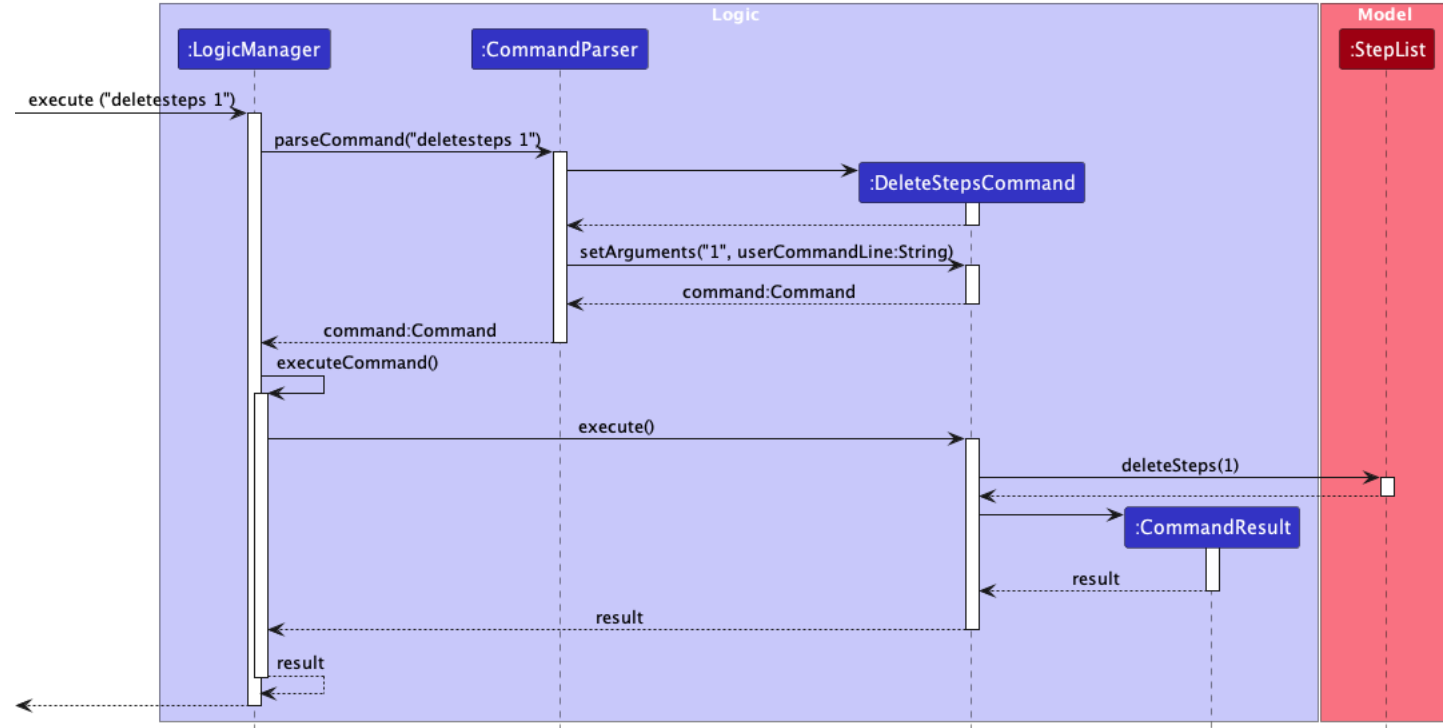 Logic
Model
:LogicManager
:CommandParser
:StepList
execute ("deletesteps 1")
parseCommand("deletesteps 1")
:DeleteStepsCommand
setArguments("1", userCommandLine:String)
command:Command
command:Command
executeCommand()
execute()
deleteSteps(1)
:CommandResult
result
result
result